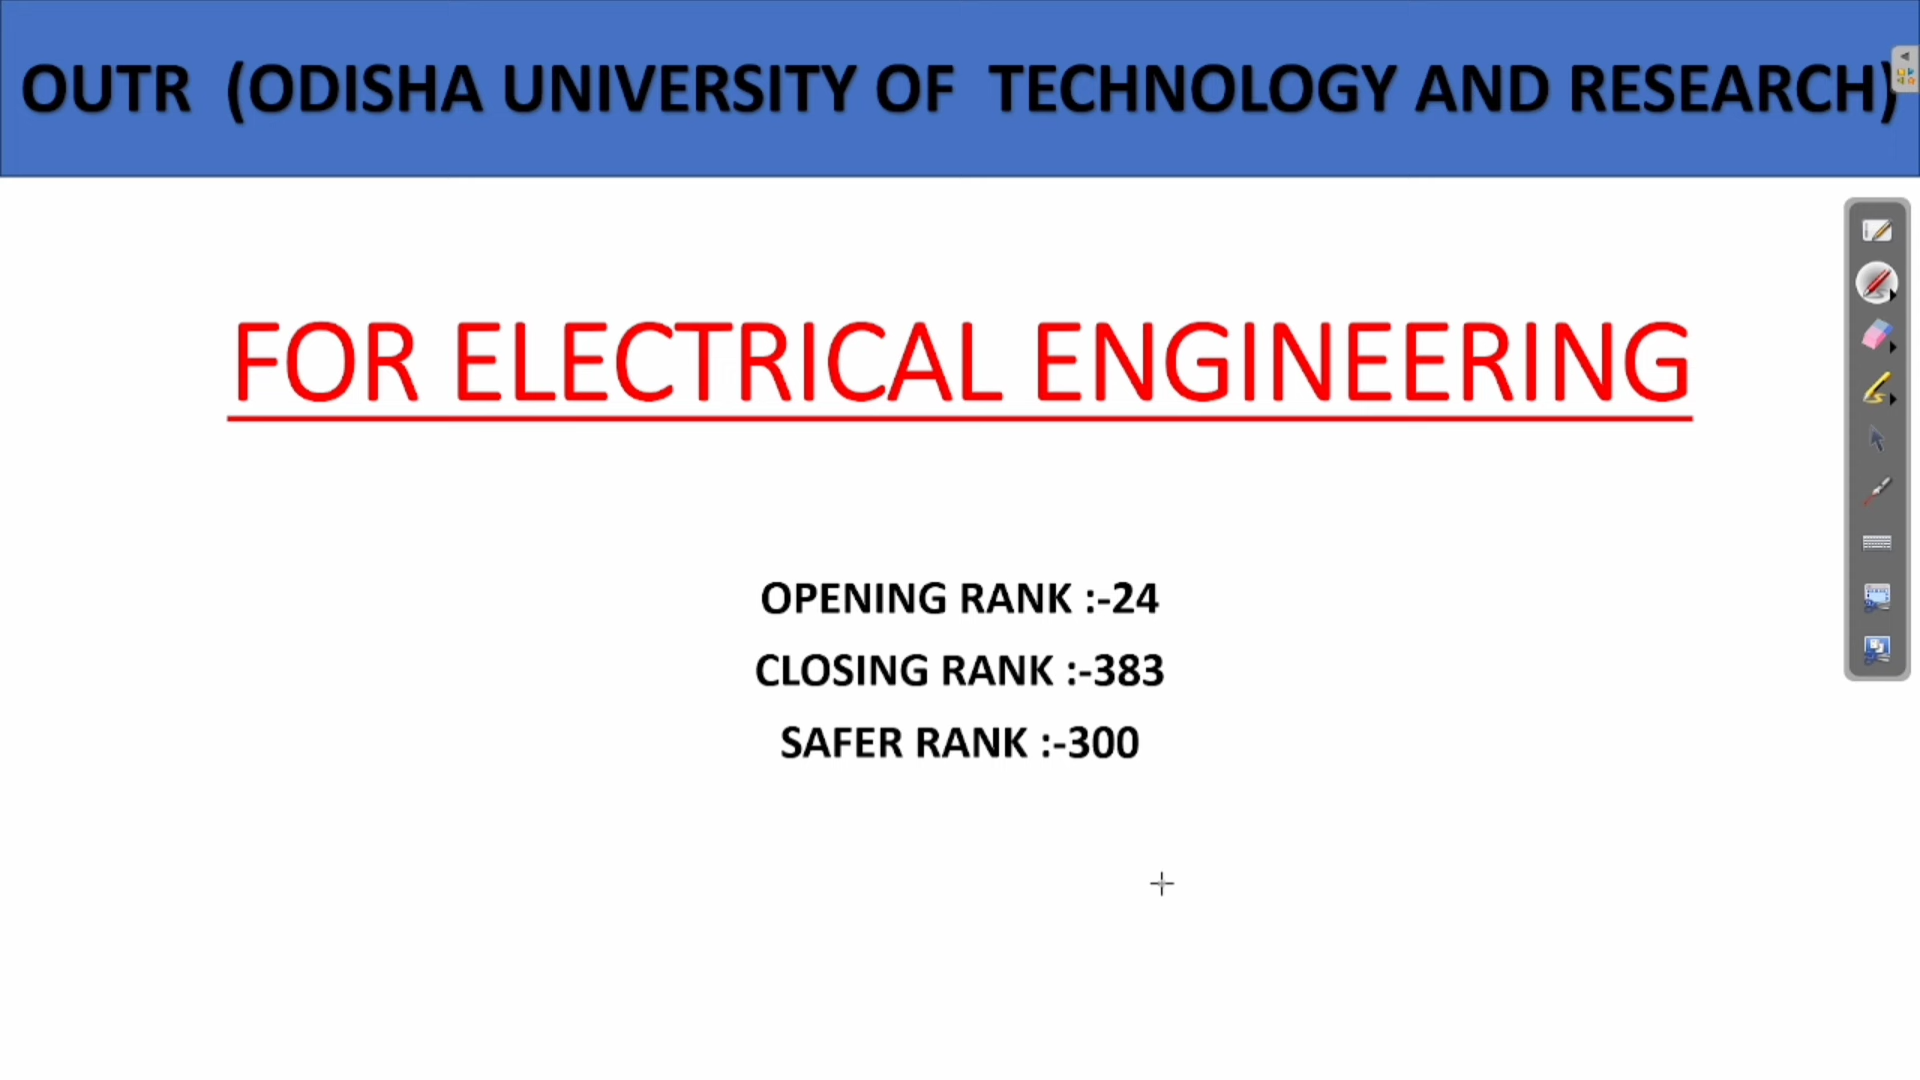 OUTR (ODISHA UNIVERSITY OF TECHNOLOGY AND RESEARCH)
FOR ELECTRICAL ENGINEERING
OPENING RANK :-24
CLOSING RANK :-383
SAFER RANK :-300